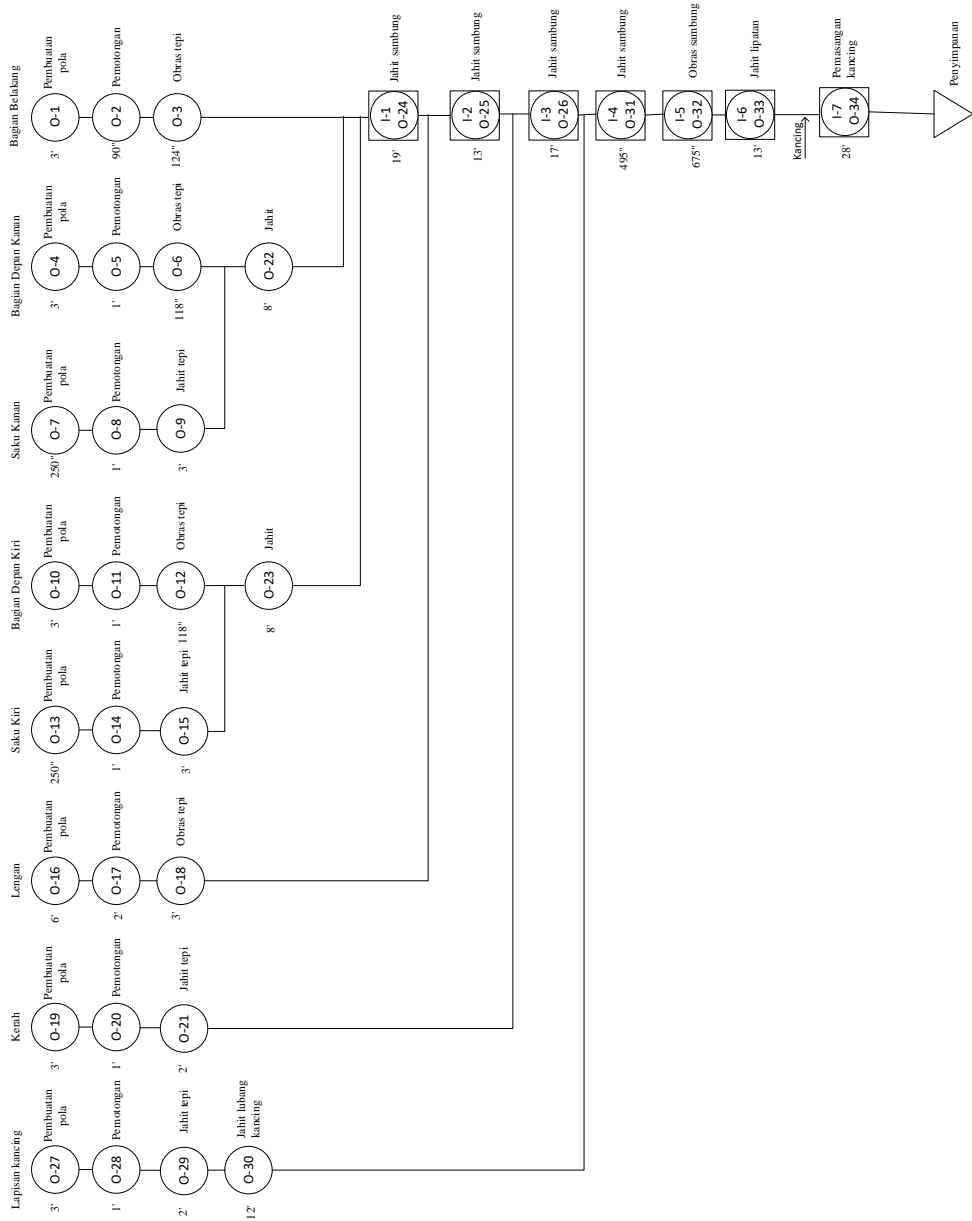 Lapisan kancing
3'
O-27
Pembuatan
pola
1'
O-28
Pemotongan
2'
O-29
Jahit tepi
12'
O-30
Jahit lubang
kancing
Kerah
3'
O-19
Pembuatan
pola
1'
O-20
Pemotongan
2'
O-21
Jahit tepi
Lengan
6'
O-16
Pembuatan
pola
2'
O-17
Pemotongan
3'
O-18
Obras tepi
Saku Kiri
250"
O-13
Pembuatan
pola
1'
O-14
Pemotongan
3'
O-15
Jahit tepi
Bagian Depan Kiri
3'
O-10
Pembuatan
pola
1'
O-11
Pemotongan
118"
O-12
Obras tepi
8'
O-23
Jahit
Saku Kanan
250"
O-7
Pembuatan
pola
1'
O-8
Pemotongan
3'
O-9
Jahit tepi
Bagian Depan Kanan
3'
O-4
Pembuatan
pola
1'
O-5
Pemotongan
118"
O-6
Obras tepi
8'
O-22
Jahit
Bagian Belakang
3'
O-1
Pembuatan
pola
90"
O-2
Pemotongan
124"
O-3
Obras tepi
19'
I-1
O-24
Jahit sambung
13'
I-2
O-25
Jahit sambung
17'
I-3
O-26
Jahit sambung
495"
I-4
O-31
Jahit sambung
675"
I-5
O-32
Obras sambung
13'
I-6
O-33
Jahit lipatan
Kancing
28'
I-7
O-34
Pemasangan
kancing
Penyimpanan